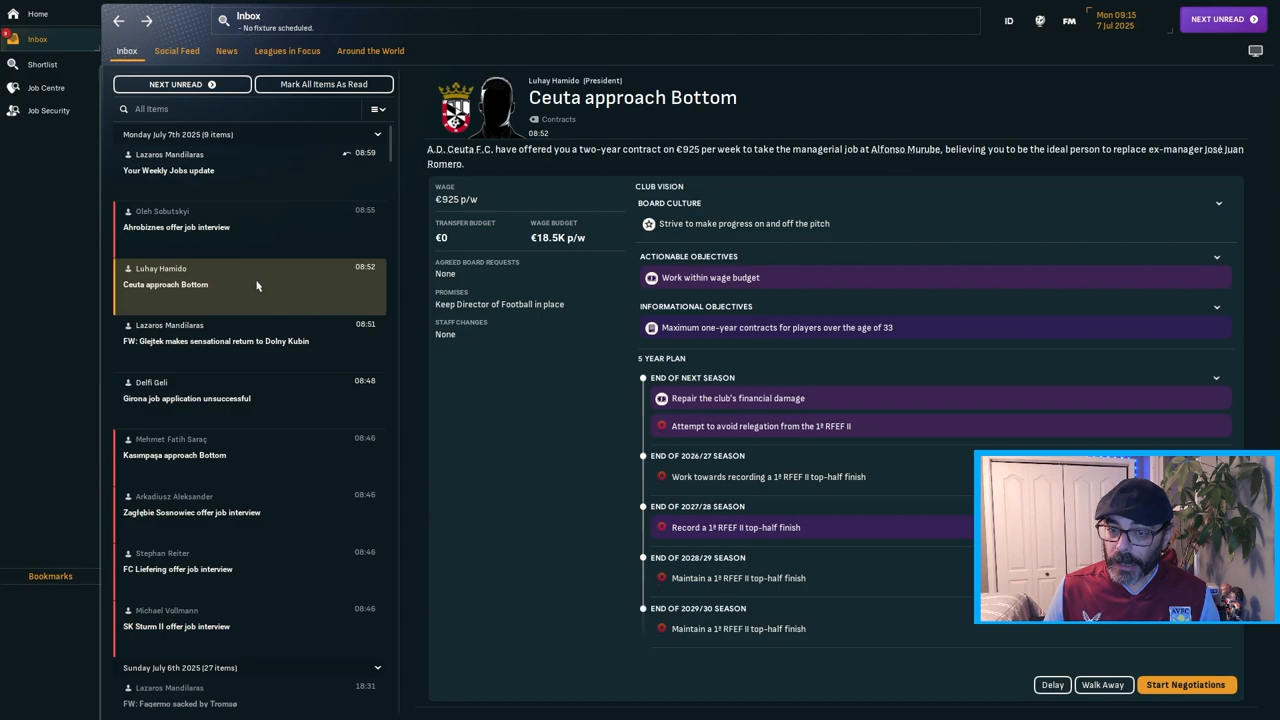 Home
Inbox
Shortlist
Job Centre
Job Security
Bookmarks
Inbox
- No fixture scheduled.
ID
FM
Mon 09:15
7 Jul 2025
NEXT UNREAD
Inbox
Social Feed
News
Leagues in Focus
Around the World
NEXT UNREAD
Mark All Items As Read
All Items
Monday July 7th 2025 (9 items)
Lazaros Mandilaras
08:59
Your Weekly Jobs update
Oleh Sobutskyi
08:55
Ahrobiznes offer job interview
Luhay Hamido
08:52
Ceuta approach Bottom
Lazaros Mandilaras
08:51
FW: Glejtek makes sensational return to Dolny Kubin
Delfi Geli
08:48
Girona job application unsuccessful
Mehmet Fatih Saraç
08:46
Kasımpaşa approach Bottom
Arkadiusz Aleksander
08:46
Zagłębie Sosnowiec offer job interview
Stephan Reiter
08:46
FC Liefering offer job interview
Michael Vollmann
08:46
SK Sturm II offer job interview
Sunday July 6th 2025 (27 items)
Lazaros Mandilaras
18:31
FW: Fagermo sacked by Tromsø
Luhay Hamido (President)
Ceuta approach Bottom
Contracts
08:52
A.D. Ceuta F.C. have offered you a two-year contract on €925 per week to take the managerial job at Alfonso Murube, believing you to be the ideal person to replace ex-manager José Juan
Romero.
WAGE
€925 p/w
TRANSFER BUDGET
WAGE BUDGET
€0
€18.5K p/w
AGREED BOARD REQUESTS
None
PROMISES
Keep Director of Football in place
STAFF CHANGES
None
CLUB VISION
BOARD CULTURE
Strive to make progress on and off the pitch
ACTIONABLE OBJECTIVES
Work within wage budget
INFORMATIONAL OBJECTIVES
Maximum one-year contracts for players over the age of 33
5 YEAR PLAN
END OF NEXT SEASON
Repair the club's financial damage
Attempt to avoid relegation from the 1ª RFEF II
END OF 2026/27 SEASON
Work towards recording a 1ª RFEF II top-half finish
END OF 2027/28 SEASON
Record a 1ª RFEF II top-half finish
END OF 2028/29 SEASON
Maintain a 1ª RFEF II top-half finish
END OF 2029/30 SEASON
Maintain a 1ª RFEF II top-half finish
AVFC
Delay
Walk Away
Start Negotiations